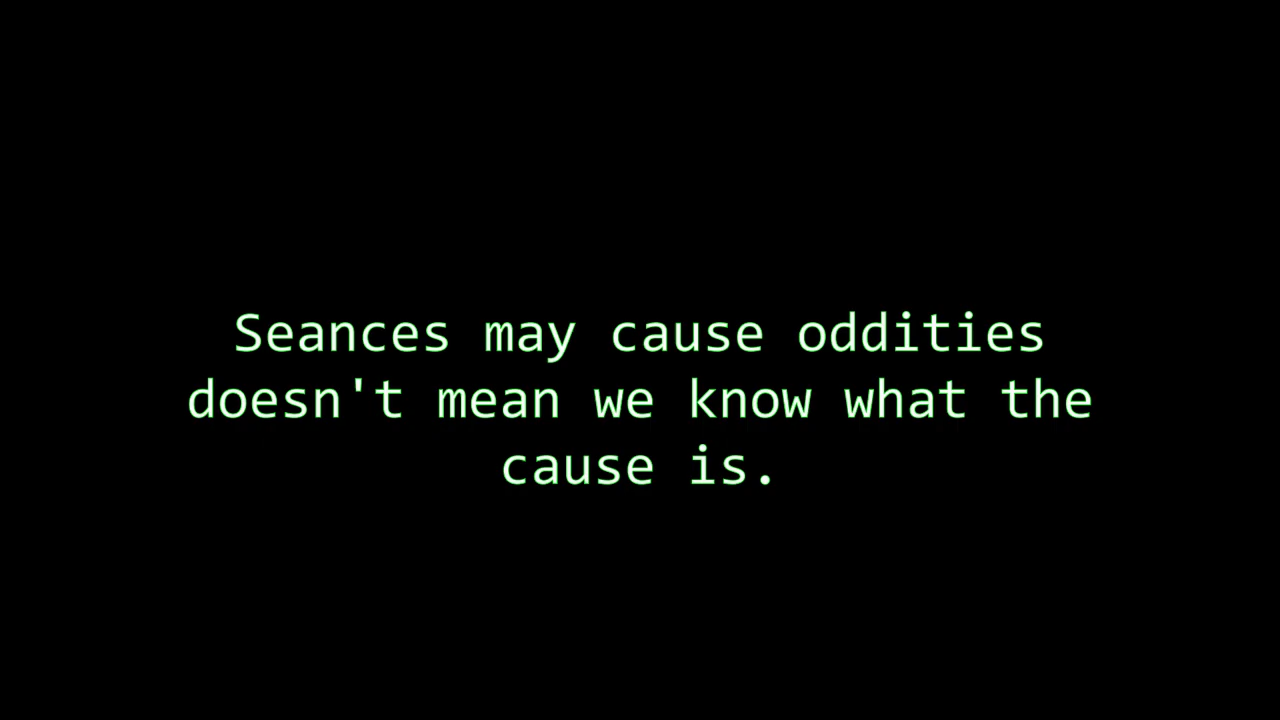 Seances may cause oddities
doesn't mean we know what the
cause is.